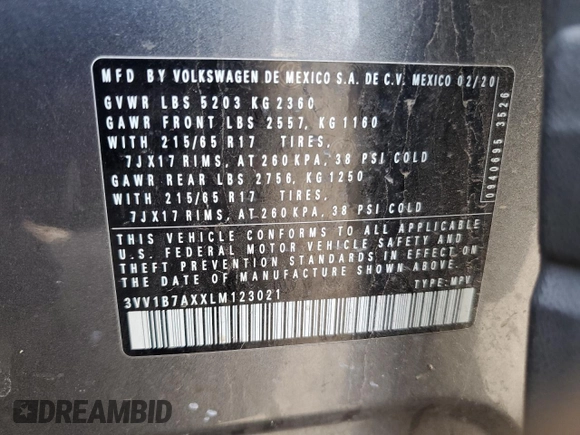 MFD BY VOLKSWAGEN DE MEXICO S.A. DE C.V. MEXICO 02/20
GVWR LBS 5203 KG 2360
GAWR FRONT LBS 2557, KG 1160
WITH 215/65 R17 TIRES,
7JX17 RIMS, AT 260 KPA, 38 PSI COLD
GAWR REAR LBS 2756, KG 1250
WITH 215/65 R17 TIRES,
7JX17 RIMS, AT 260 KPA, 38 PSI COLD
THIS VEHICLE CONFORMS TO ALL APPLICABLE
U.S. FEDERAL MOTOR VEHICLE SAFETY AND
THEFT PREVENTION STANDARDS IN EFFECT ON
THE DATE OF MANUFACTURE SHOWN ABOVE.
3VV1B7AXXLM123021 TYPE: MPV
0940695 3526
DREAMBID